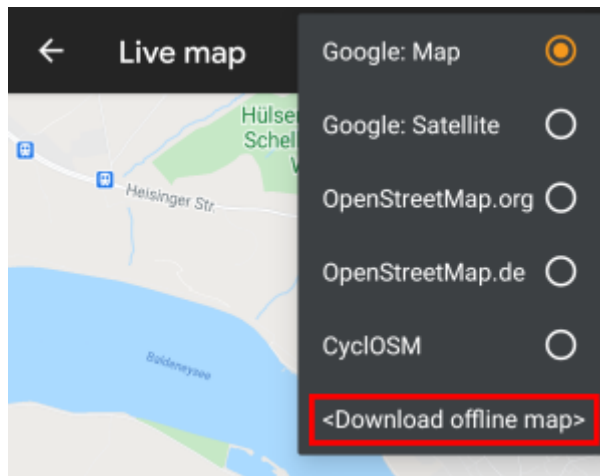 Live map
Google: Map
Google: Satellite
OpenStreetMap.org
OpenStreetMap.de
CyclOSM
<Download offline map>
Hülse
Schel
Heisinger Str.
Baldeneysee